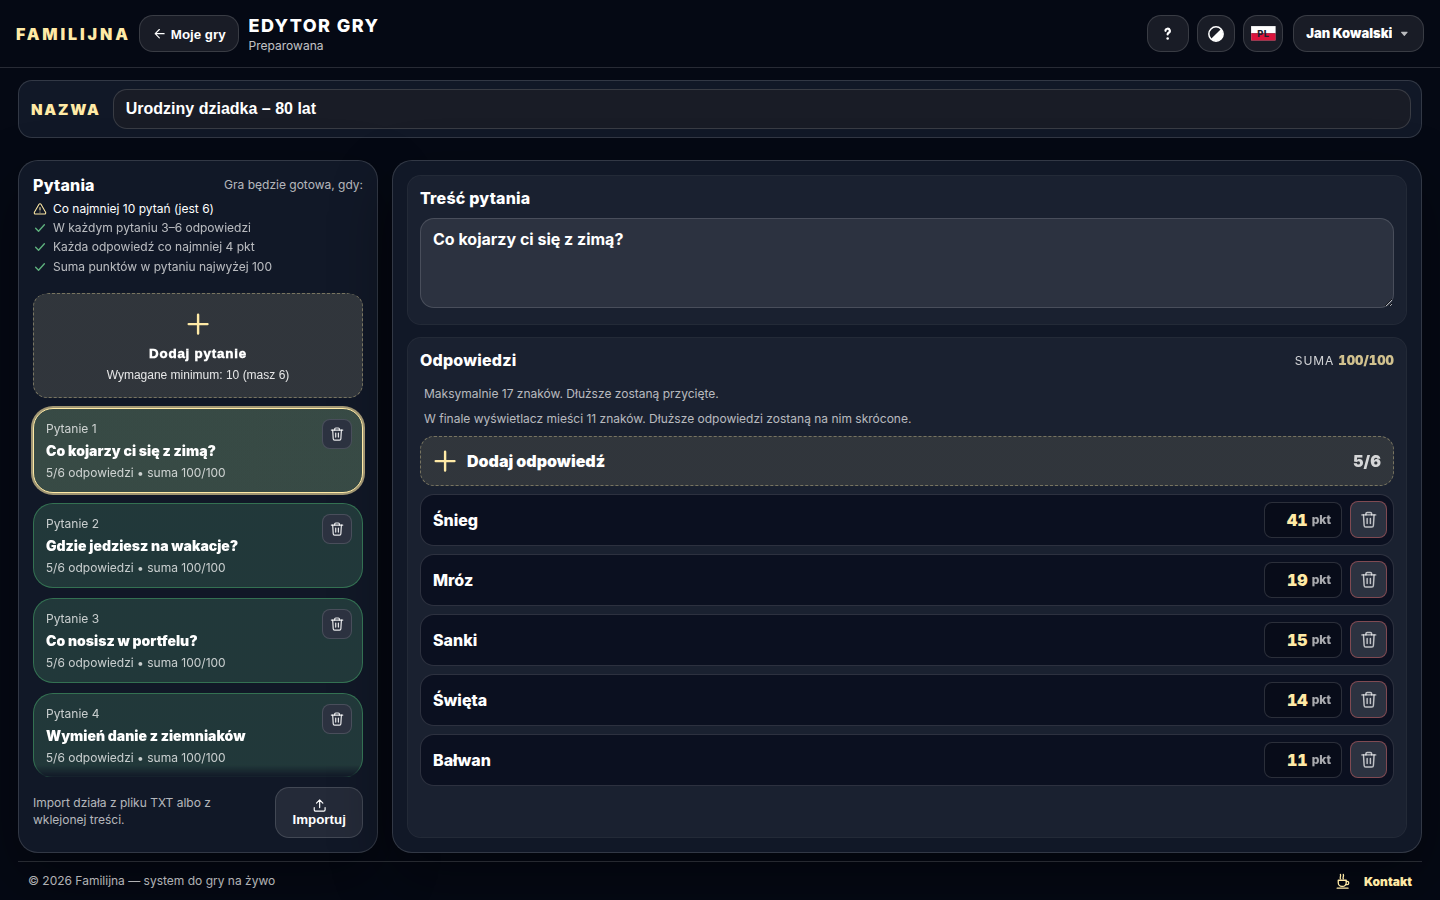 FAMILIJNA
← Moje gry
EDYTOR GRY
Preparowana
?
PL
Jan Kowalski
NAZWA
Urodziny dziadka – 80 lat
Pytania
Gra będzie gotowa, gdy:
Co najmniej 10 pytań (jest 6)
W każdym pytaniu 3–6 odpowiedzi
Każda odpowiedź co najmniej 4 pkt
Suma punktów w pytaniu najwyżej 100
Dodaj pytanie
Wymagane minimum: 10 (masz 6)
Pytanie 1
Co kojarzy ci się z zimą?
5/6 odpowiedzi • suma 100/100
Pytanie 2
Gdzie jedziesz na wakacje?
5/6 odpowiedzi • suma 100/100
Pytanie 3
Co nosisz w portfelu?
5/6 odpowiedzi • suma 100/100
Pytanie 4
Wymień danie z ziemniaków
5/6 odpowiedzi • suma 100/100
Import działa z pliku TXT albo z
wklejonej treści.
Importuj
Treść pytania
Co kojarzy ci się z zimą?
Odpowiedzi
SUMA 100/100
Maksymalnie 17 znaków. Dłuższe zostaną przycięte.
W finale wyświetlacz mieści 11 znaków. Dłuższe odpowiedzi zostaną na nim skrócone.
Dodaj odpowiedź
5/6
Śnieg
41 pkt
Mróz
19 pkt
Sanki
15 pkt
Święta
14 pkt
Bałwan
11 pkt
© 2026 Familijna — system do gry na żywo
Kontakt